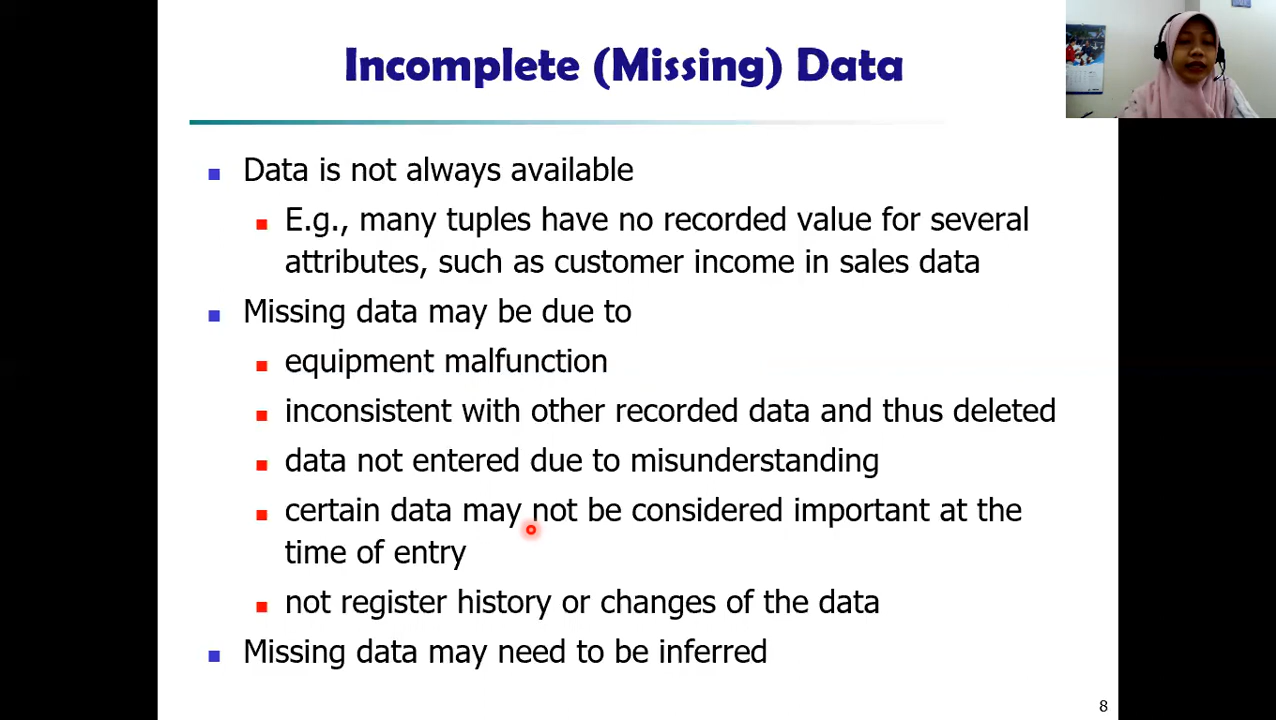 Incomplete (Missing) Data
Data is not always available
E.g., many tuples have no recorded value for several
attributes, such as customer income in sales data
Missing data may be due to
equipment malfunction
inconsistent with other recorded data and thus deleted
data not entered due to misunderstanding
certain data may not be considered important at the
time of entry
not register history or changes of the data
Missing data may need to be inferred
8